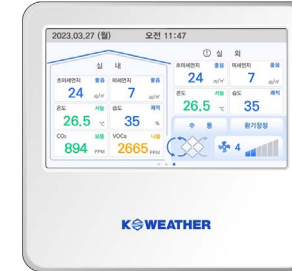 2023.03.27 (월) 오전 11:47
실 내
초미세먼지 좋음 미세먼지 좋음
24 ㎍/㎥ 7 ㎍/㎥
온도 서늘 습도 쾌적
26.5 ℃ 35 %
CO₂ 보통 VOCs 나쁨
894 PPM 2665 PPM
실 외
초미세먼지 좋음 미세먼지 좋음
24 ㎍/㎥ 7 ㎍/㎥
온도 서늘 습도 쾌적
26.5 ℃ 35
수 동 환기청정
4
K WEATHER